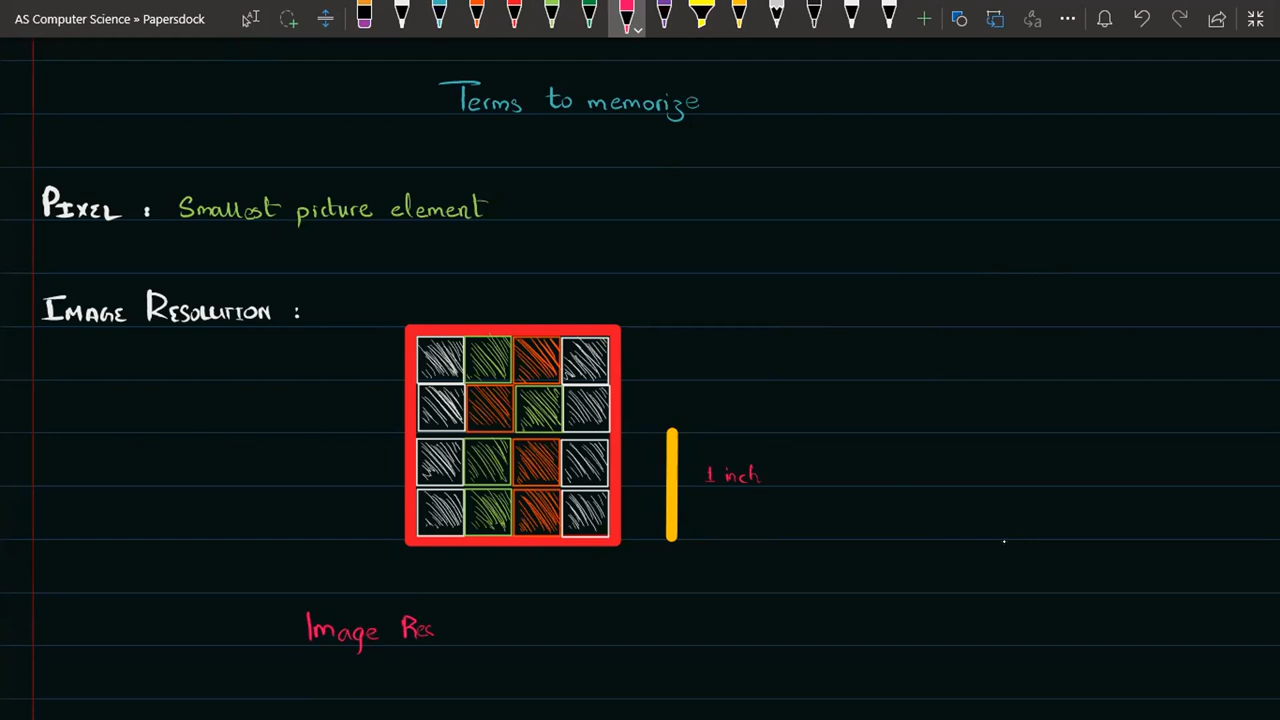 AS Computer Science » Papersdock
Terms to memorize
PIXEL : Smallest picture element
IMAGE RESOLUTION :
1 inch
Image Res